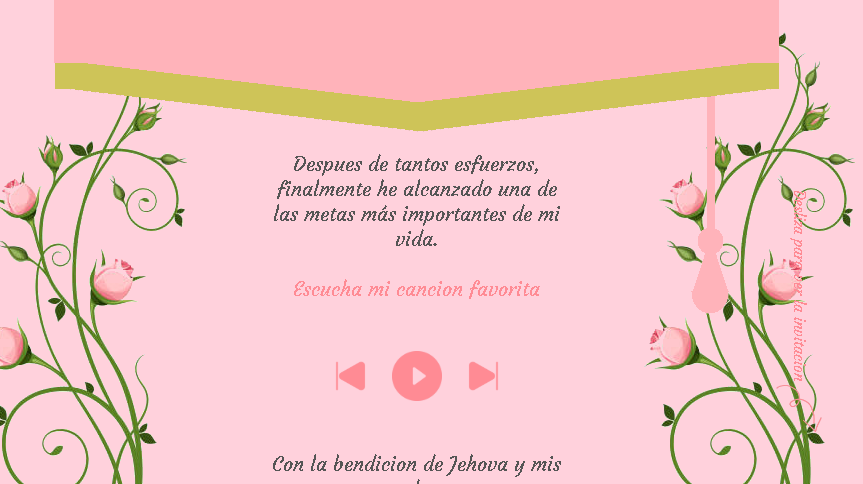 Despues de tantos esfuerzos,
finalmente he alcanzado una de
las metas más importantes de mi
vida.
Escucha mi cancion favorita
Desliza para ver la invitacion
Con la bendicion de Jehova y mis